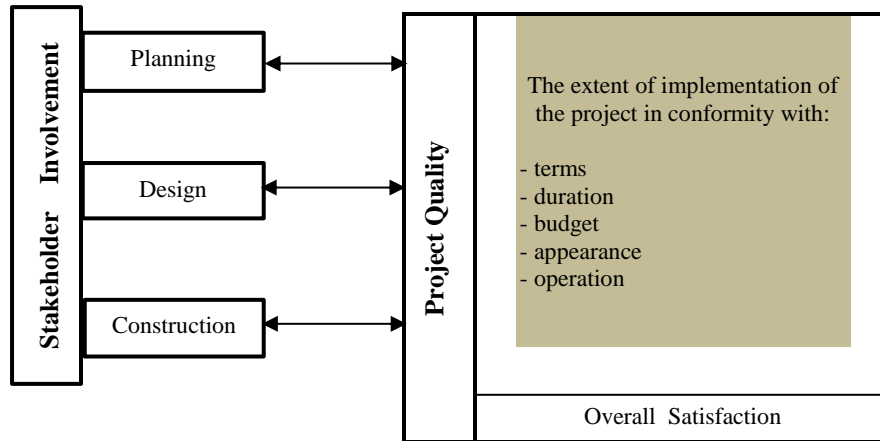 Stakeholder Involvement
Planning
Design
Construction
Project Quality
The extent of implementation of
the project in conformity with:
- terms
- duration
- budget
- appearance
- operation
Overall Satisfaction